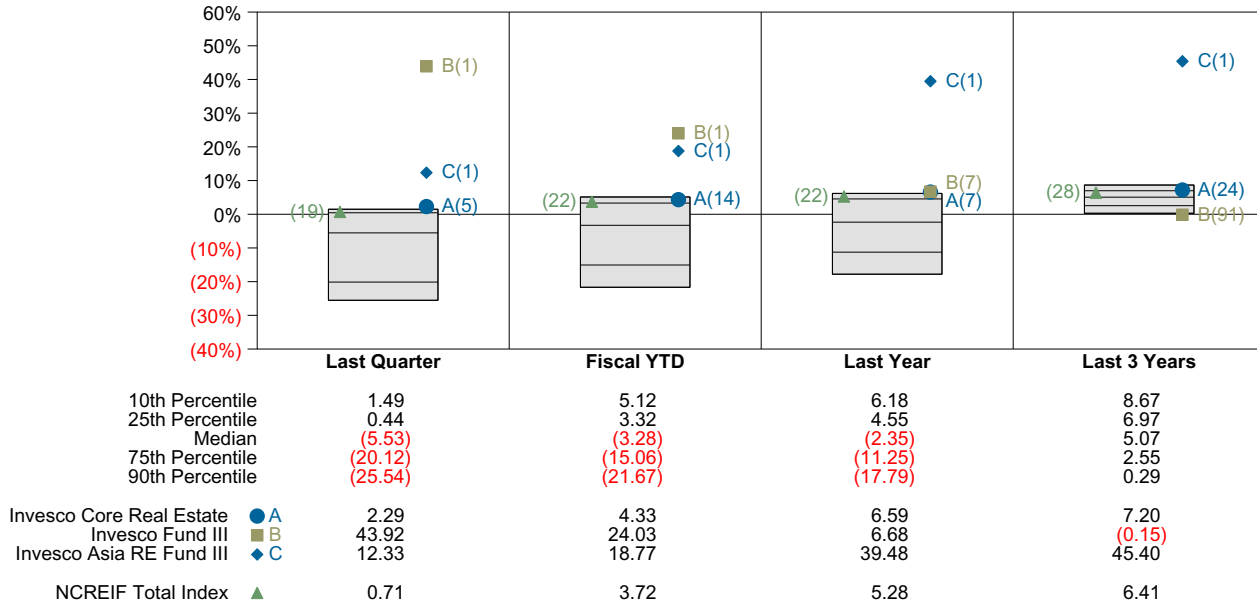 60%
50%
40%
30%
20%
10%
0%
(10%)
(20%)
(30%)
(40%)
B(1)
C(1)
(19)
A(5)
B(1)
C(1)
(22)
A(14)
C(1)
B(7)
(22)
A(7)
C(1)
(28)
A(24)
B(91)
Last Quarter Fiscal YTD Last Year Last 3 Years
10th Percentile 1.49 5.12 6.18 8.67
25th Percentile 0.44 3.32 4.55 6.97
Median (5.53) (3.28) (2.35) 5.07
75th Percentile (20.12) (15.06) (11.25) 2.55
90th Percentile (25.54) (21.67) (17.79) 0.29
Invesco Core Real Estate A 2.29 4.33 6.59 7.20
Invesco Fund III B 43.92 24.03 6.68 (0.15)
Invesco Asia RE Fund III C 12.33 18.77 39.48 45.40
NCREIF Total Index 0.71 3.72 5.28 6.41